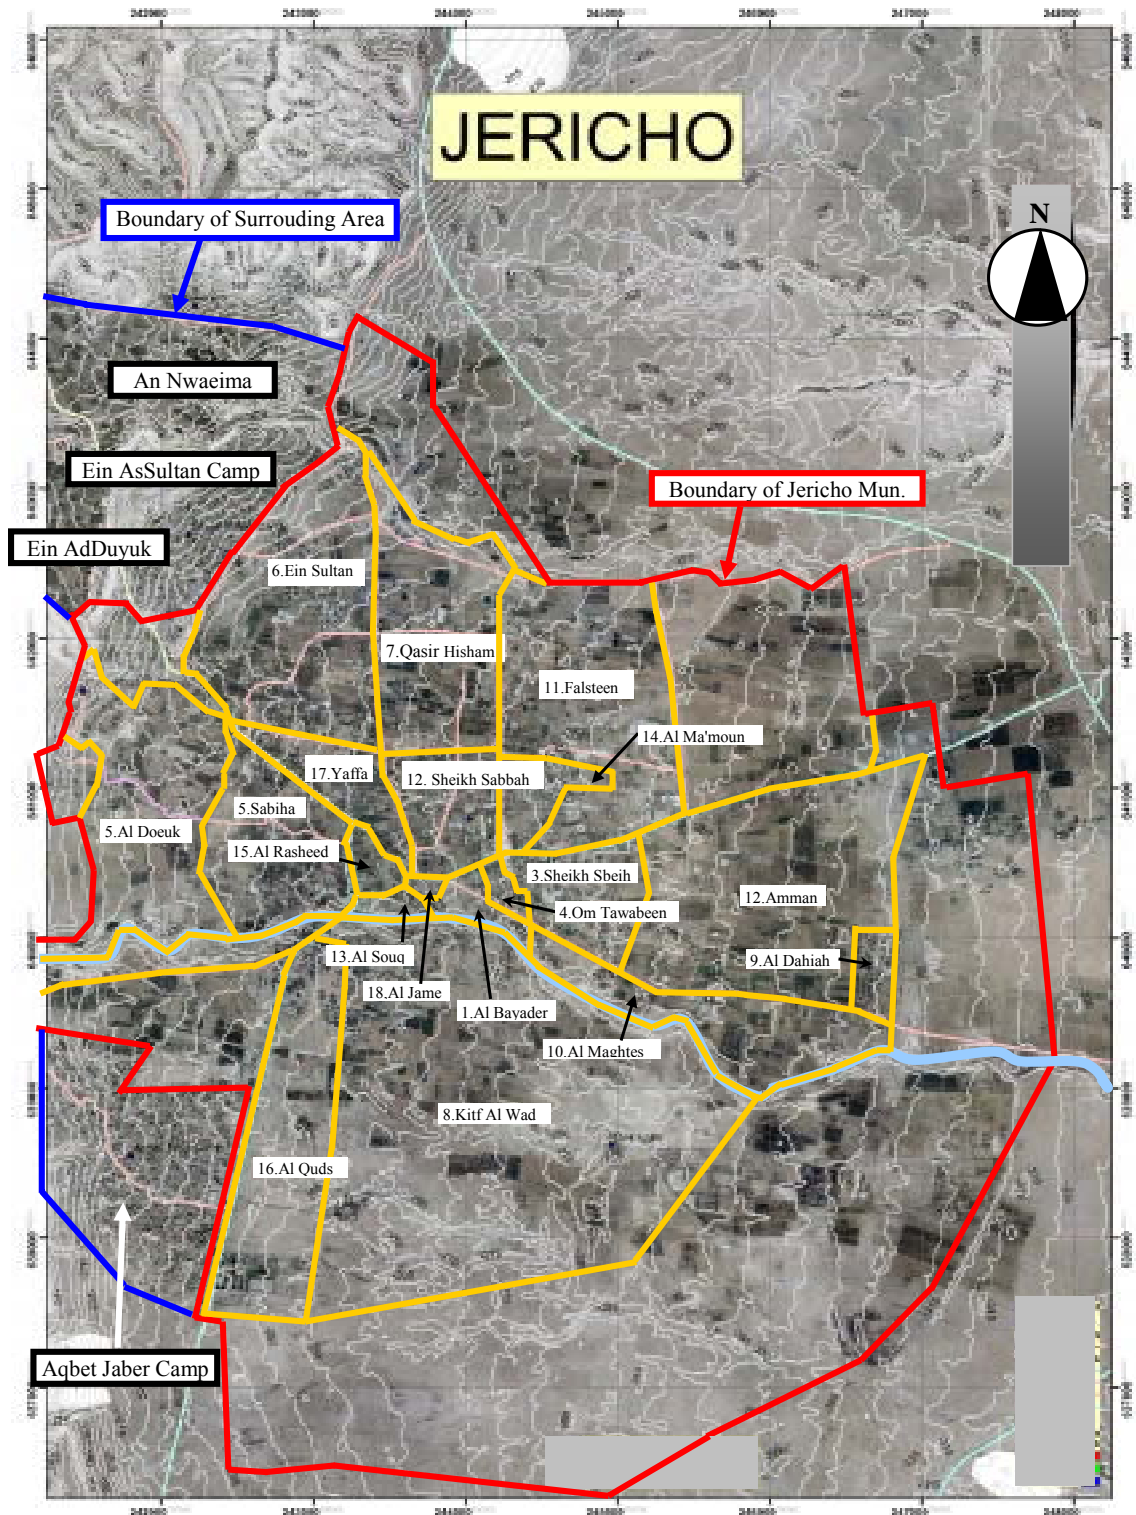 JERICHO
N
Boundary of Surrouding Area
An Nwaeima
Ein AsSultan Camp
Boundary of Jericho Mun.
Ein AdDuyuk
6.Ein Sultan
7.Qasir Hisham
11.Falsteen
14.Al Ma'moun
17.Yaffa
12. Sheikh Sabbah
5.Sabiha
5.Al Doeuk
15.Al Rasheed
3.Sheikh Sbeih
12.Amman
4.Om Tawabeen
13.Al Souq
9.Al Dahiah
18.Al Jame
1.Al Bayader
10.Al Maghtes
8.Kitf Al Wad
16.Al Quds
Aqbet Jaber Camp